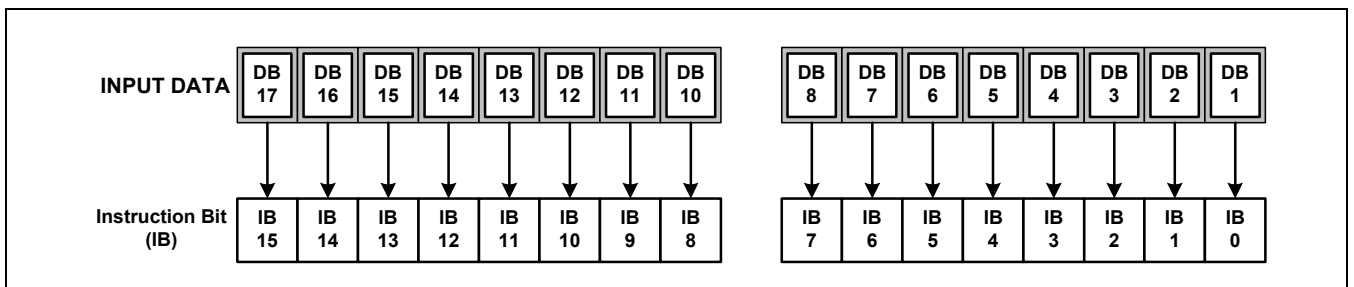 INPUT DATA
DB DB DB DB DB DB DB DB DB DB DB DB DB DB DB DB
17 16 15 14 13 12 11 10 8 7 6 5 4 3 2 1
Instruction Bit
(IB)
IB IB IB IB IB IB IB IB IB IB IB IB IB IB IB IB
15 14 13 12 11 10 9 8 7 6 5 4 3 2 1 0